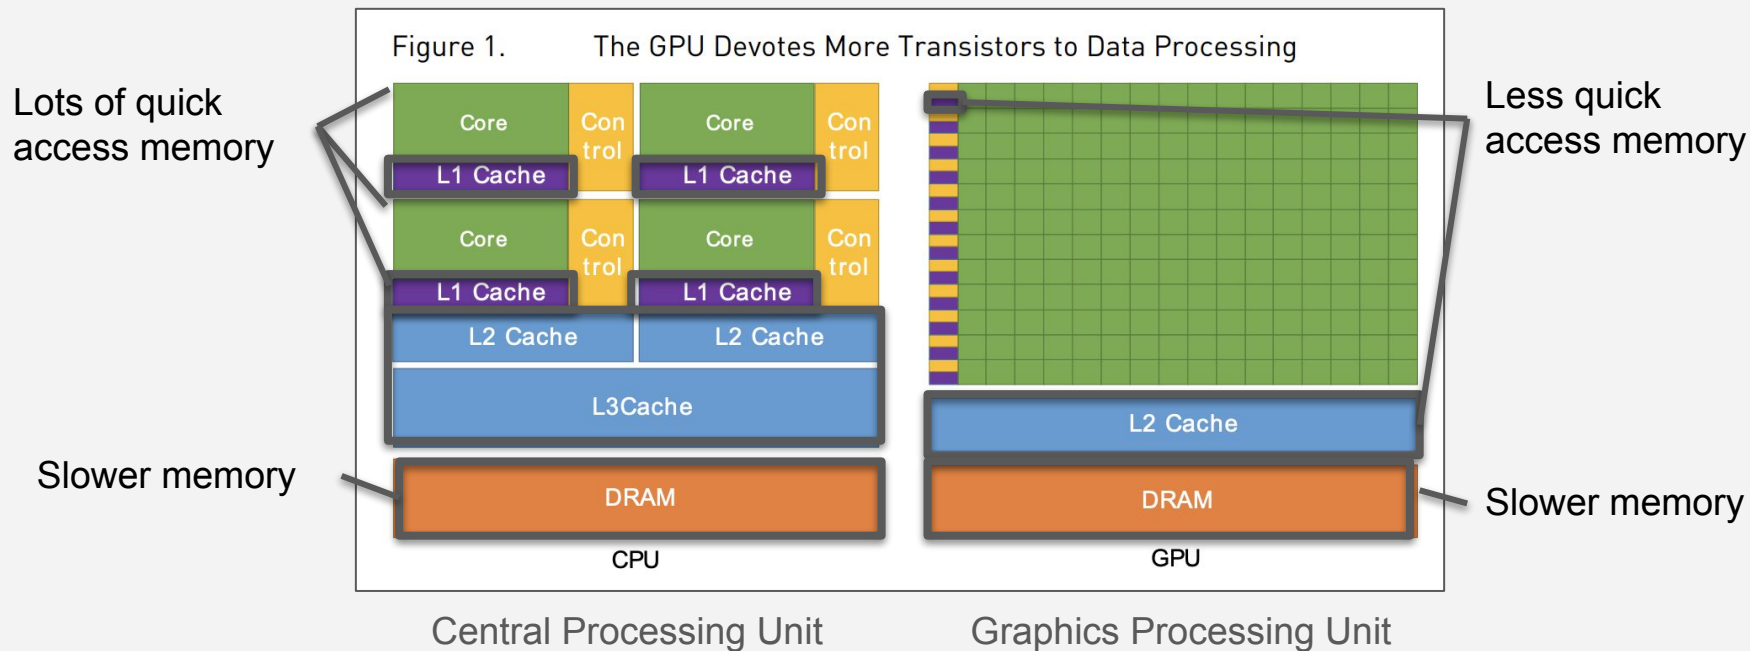 Figure 1. The GPU Devotes More Transistors to Data Processing
Lots of quick
access memory
Less quick
access memory
Core
Con
trol
Core
Con
trol
L1 Cache
L1 Cache
Core
Con
trol
Core
Con
trol
L1 Cache
L1 Cache
L2 Cache
L2 Cache
L3Cache
L2 Cache
Slower memory
DRAM
DRAM
Slower memory
CPU
GPU
Central Processing Unit
Graphics Processing Unit